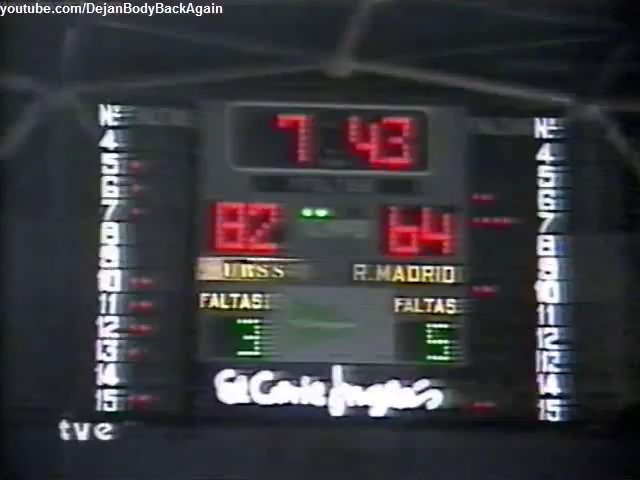 youtube.com/DejanBodyBackAgain
Nº Nº
7 43
4 4
5 5
6 6
7 7
82 64
8 8
9 9
URSS R.MADRID
10 10
FALTAS FALTAS
11 11
3 5
12 12
13 13
14 14
El Corte Inglés
15 15
tve